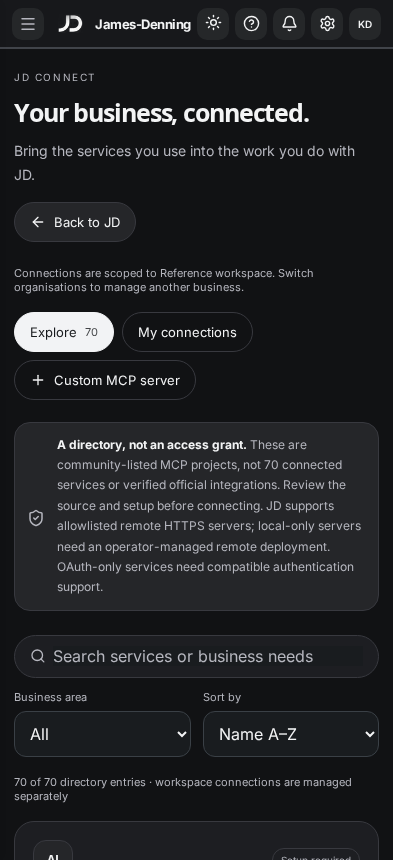 James-Denning
KD
JD CONNECT
Your business, connected.
Bring the services you use into the work you do with
JD.
Back to JD
Connections are scoped to Reference workspace. Switch
organisations to manage another business.
Explore 70
My connections
Custom MCP server
A directory, not an access grant. These are
community-listed MCP projects, not 70 connected
services or verified official integrations. Review the
source and setup before connecting. JD supports
allowlisted remote HTTPS servers; local-only servers
need an operator-managed remote deployment.
OAuth-only services need compatible authentication
support.
Search services or business needs
Business area
Sort by
All
Name A–Z
70 of 70 directory entries · workspace connections are managed
separately
Setup required